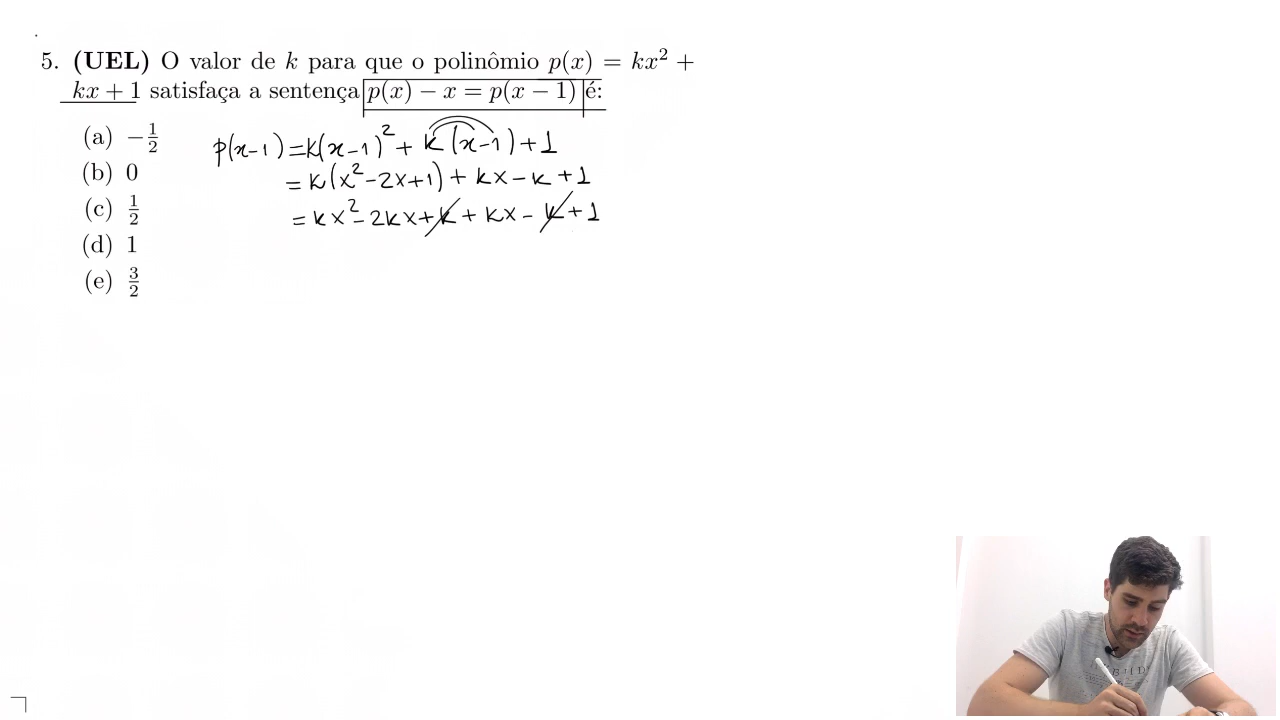 5. (UEL) O valor de k para que o polinômio p(x) = kx² +
kx + 1 satisfaça a sentença p(x) − x = p(x − 1) é:
(a) −1/2
(b) 0
(c) 1/2
(d) 1
(e) 3/2
p(x-1) = k(x-1)² + k(x-1) + 1
= k(x²-2x+1) + kx - k + 1
= kx² - 2kx + k + kx - k + 1